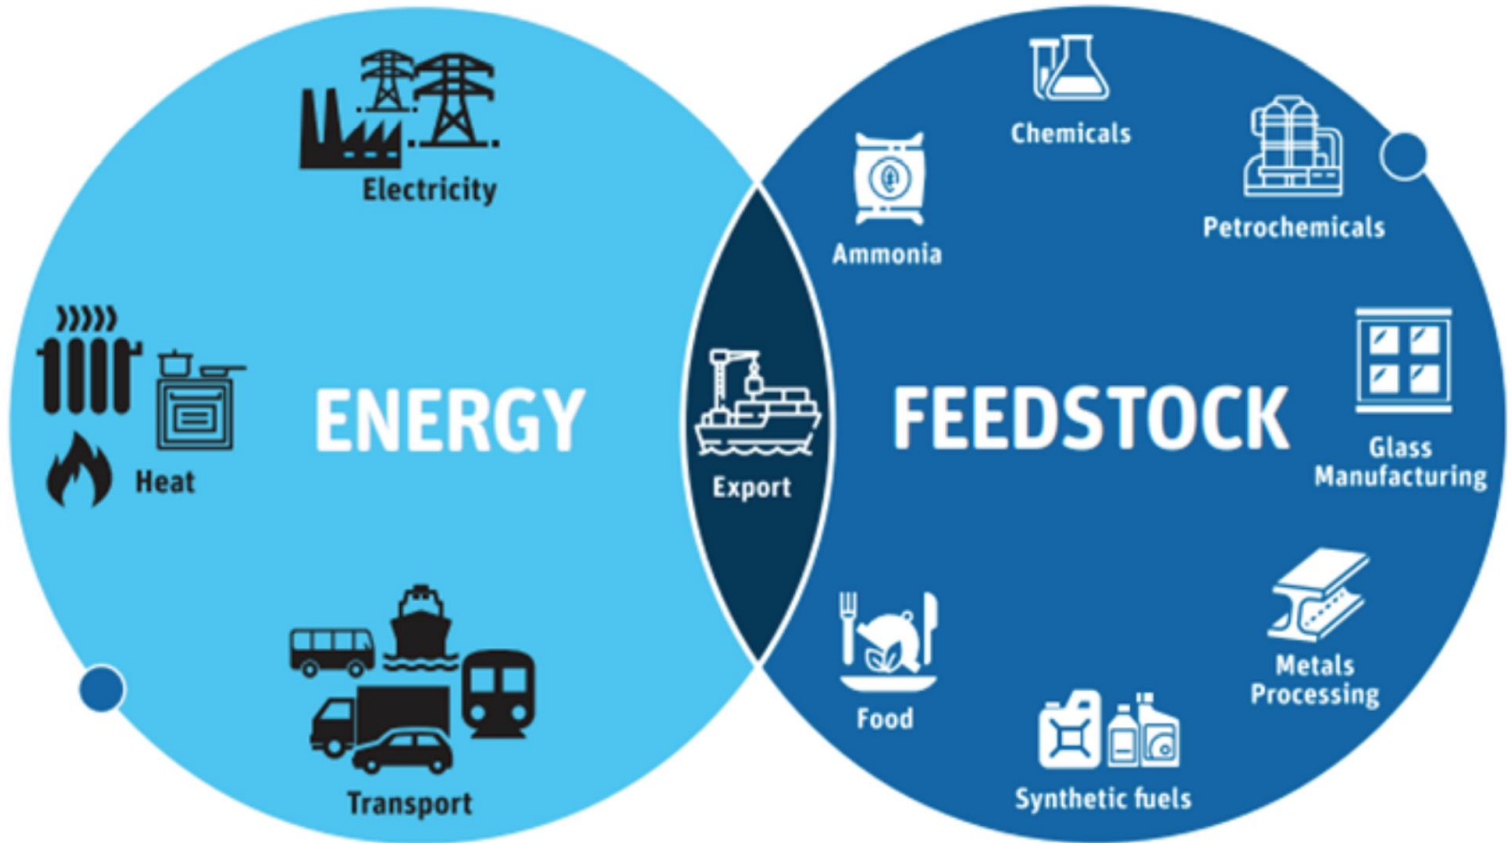 Electricity
Heat
ENERGY
Transport
Export
Chemicals
Ammonia
Petrochemicals
FEEDSTOCK
Glass
Manufacturing
Metals
Processing
Food
Synthetic fuels